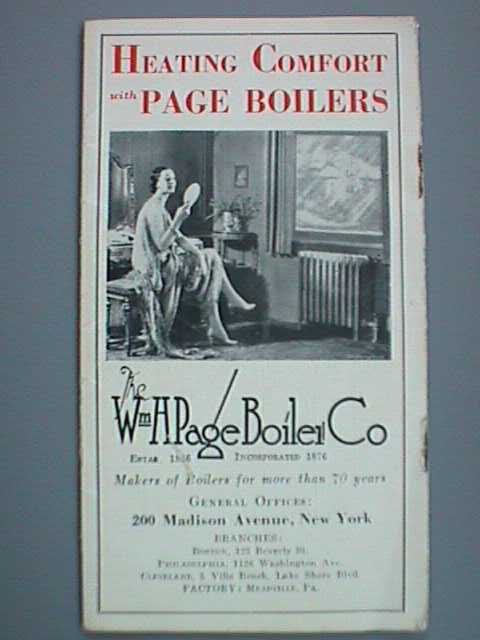 HEATING COMFORT
with PAGE BOILERS
The
Wm H Page Boiler Co
ESTAB. 1856 INCORPORATED 1876
Makers of Boilers for more than 70 years
GENERAL OFFICES:
200 Madison Avenue, New York
BRANCHES:
BOSTON, 123 Beverly St.
PHILADELPHIA, 1126 Washington Ave.
CLEVELAND, 5 Villa Beach, Lake Shore Blvd.
FACTORY: MEADVILLE, PA.